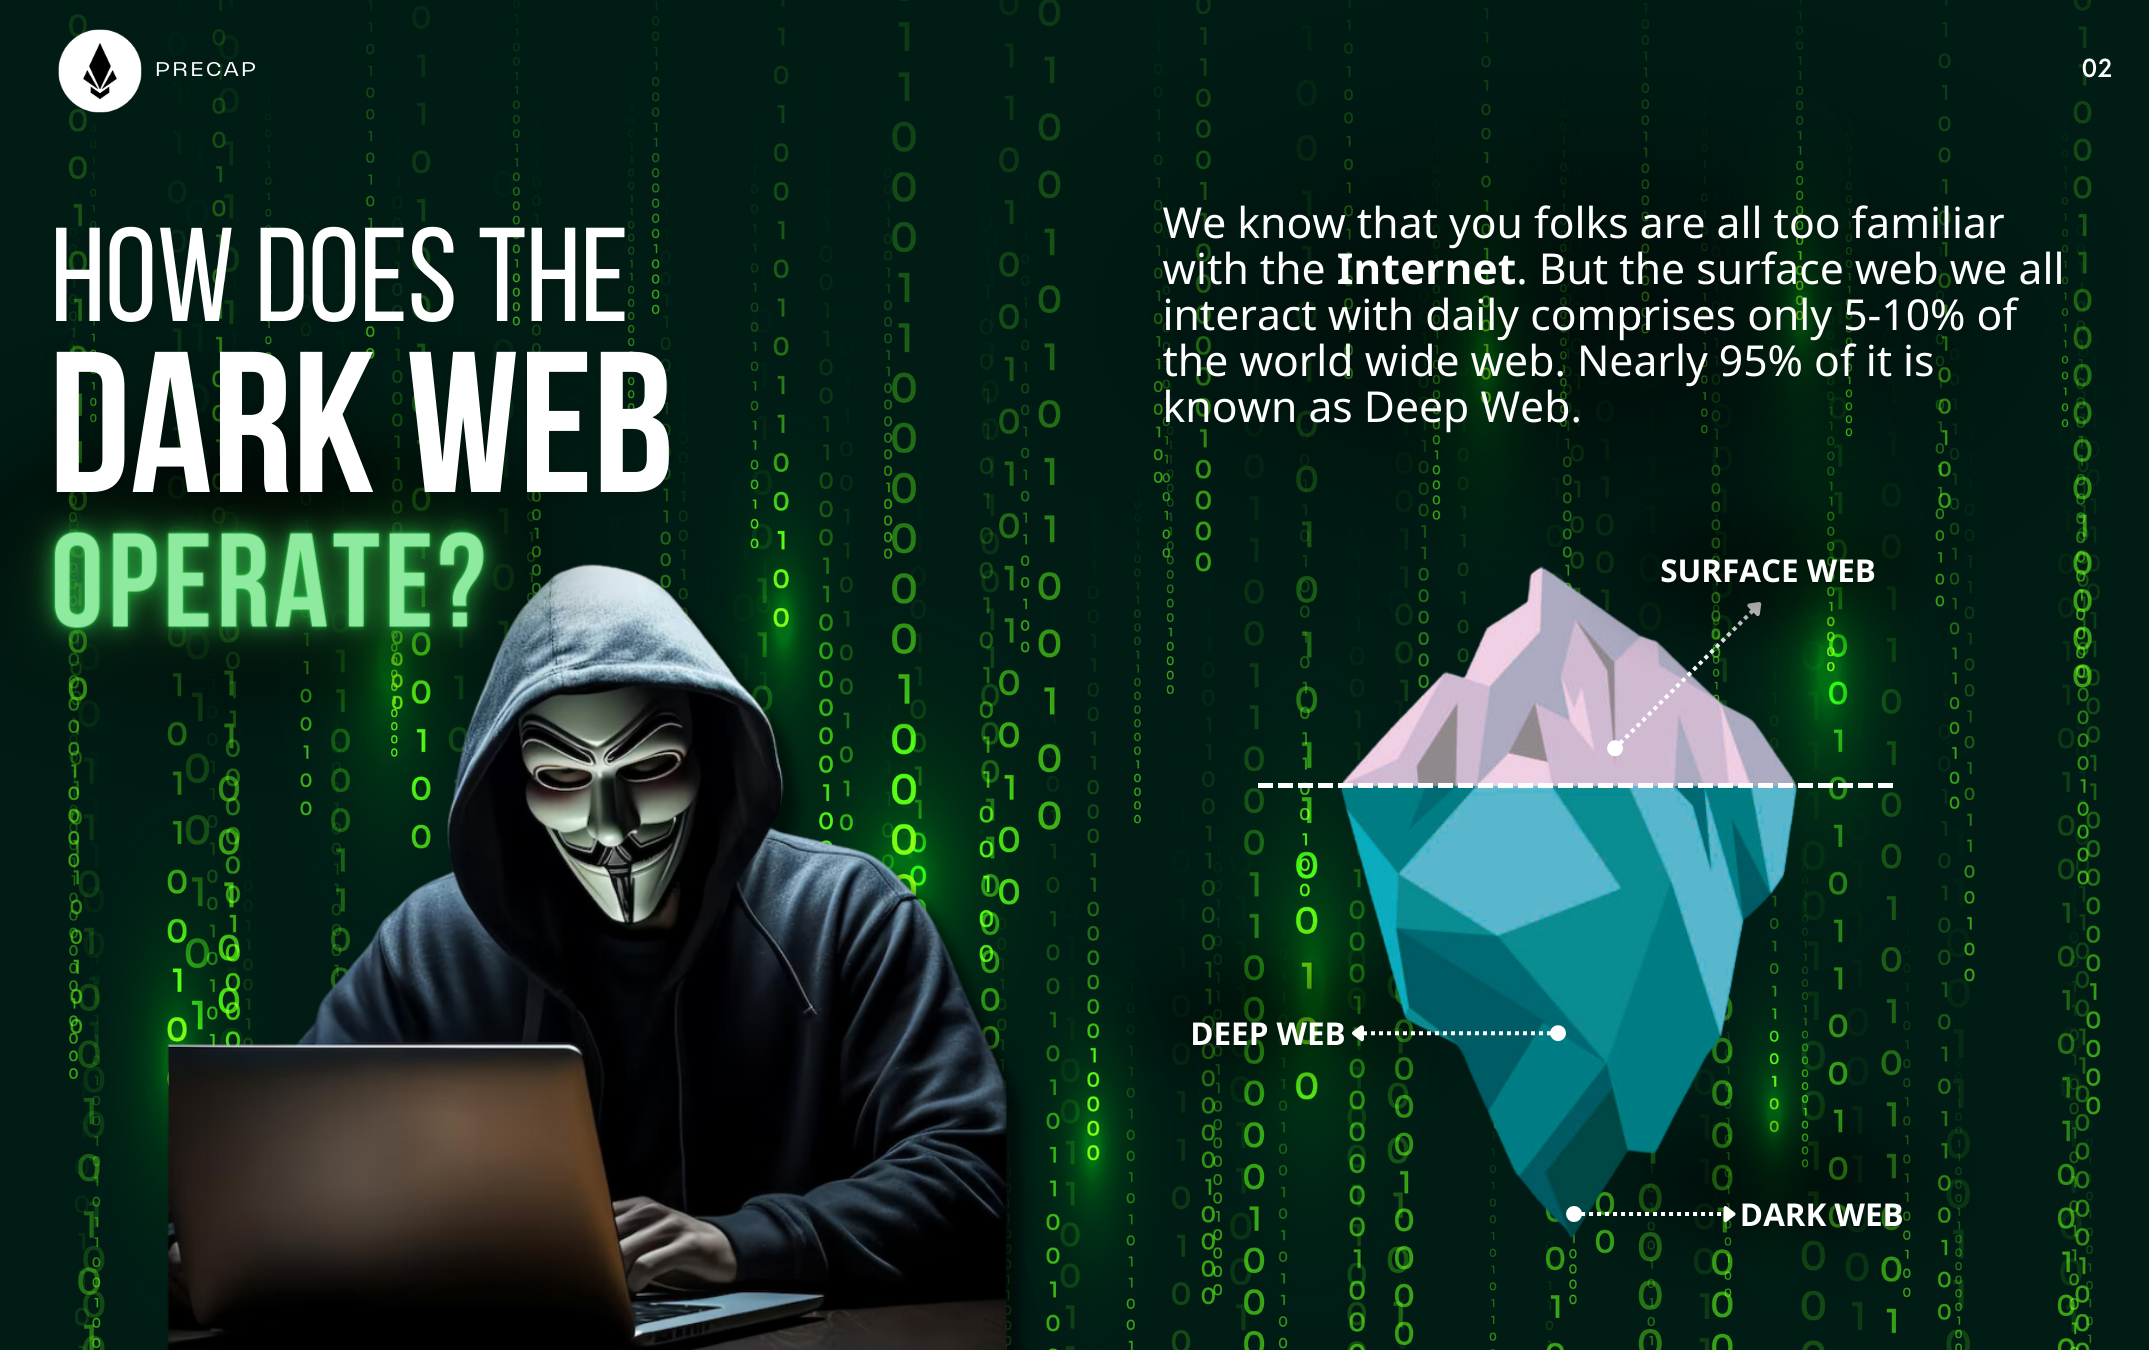 PRECAP
02
HOW DOES THE
DARK WEB
OPERATE?
We know that you folks are all too familiar
with the Internet. But the surface web we all
interact with daily comprises only 5-10% of
the world wide web. Nearly 95% of it is
known as Deep Web.
SURFACE WEB
DEEP WEB
DARK WEB